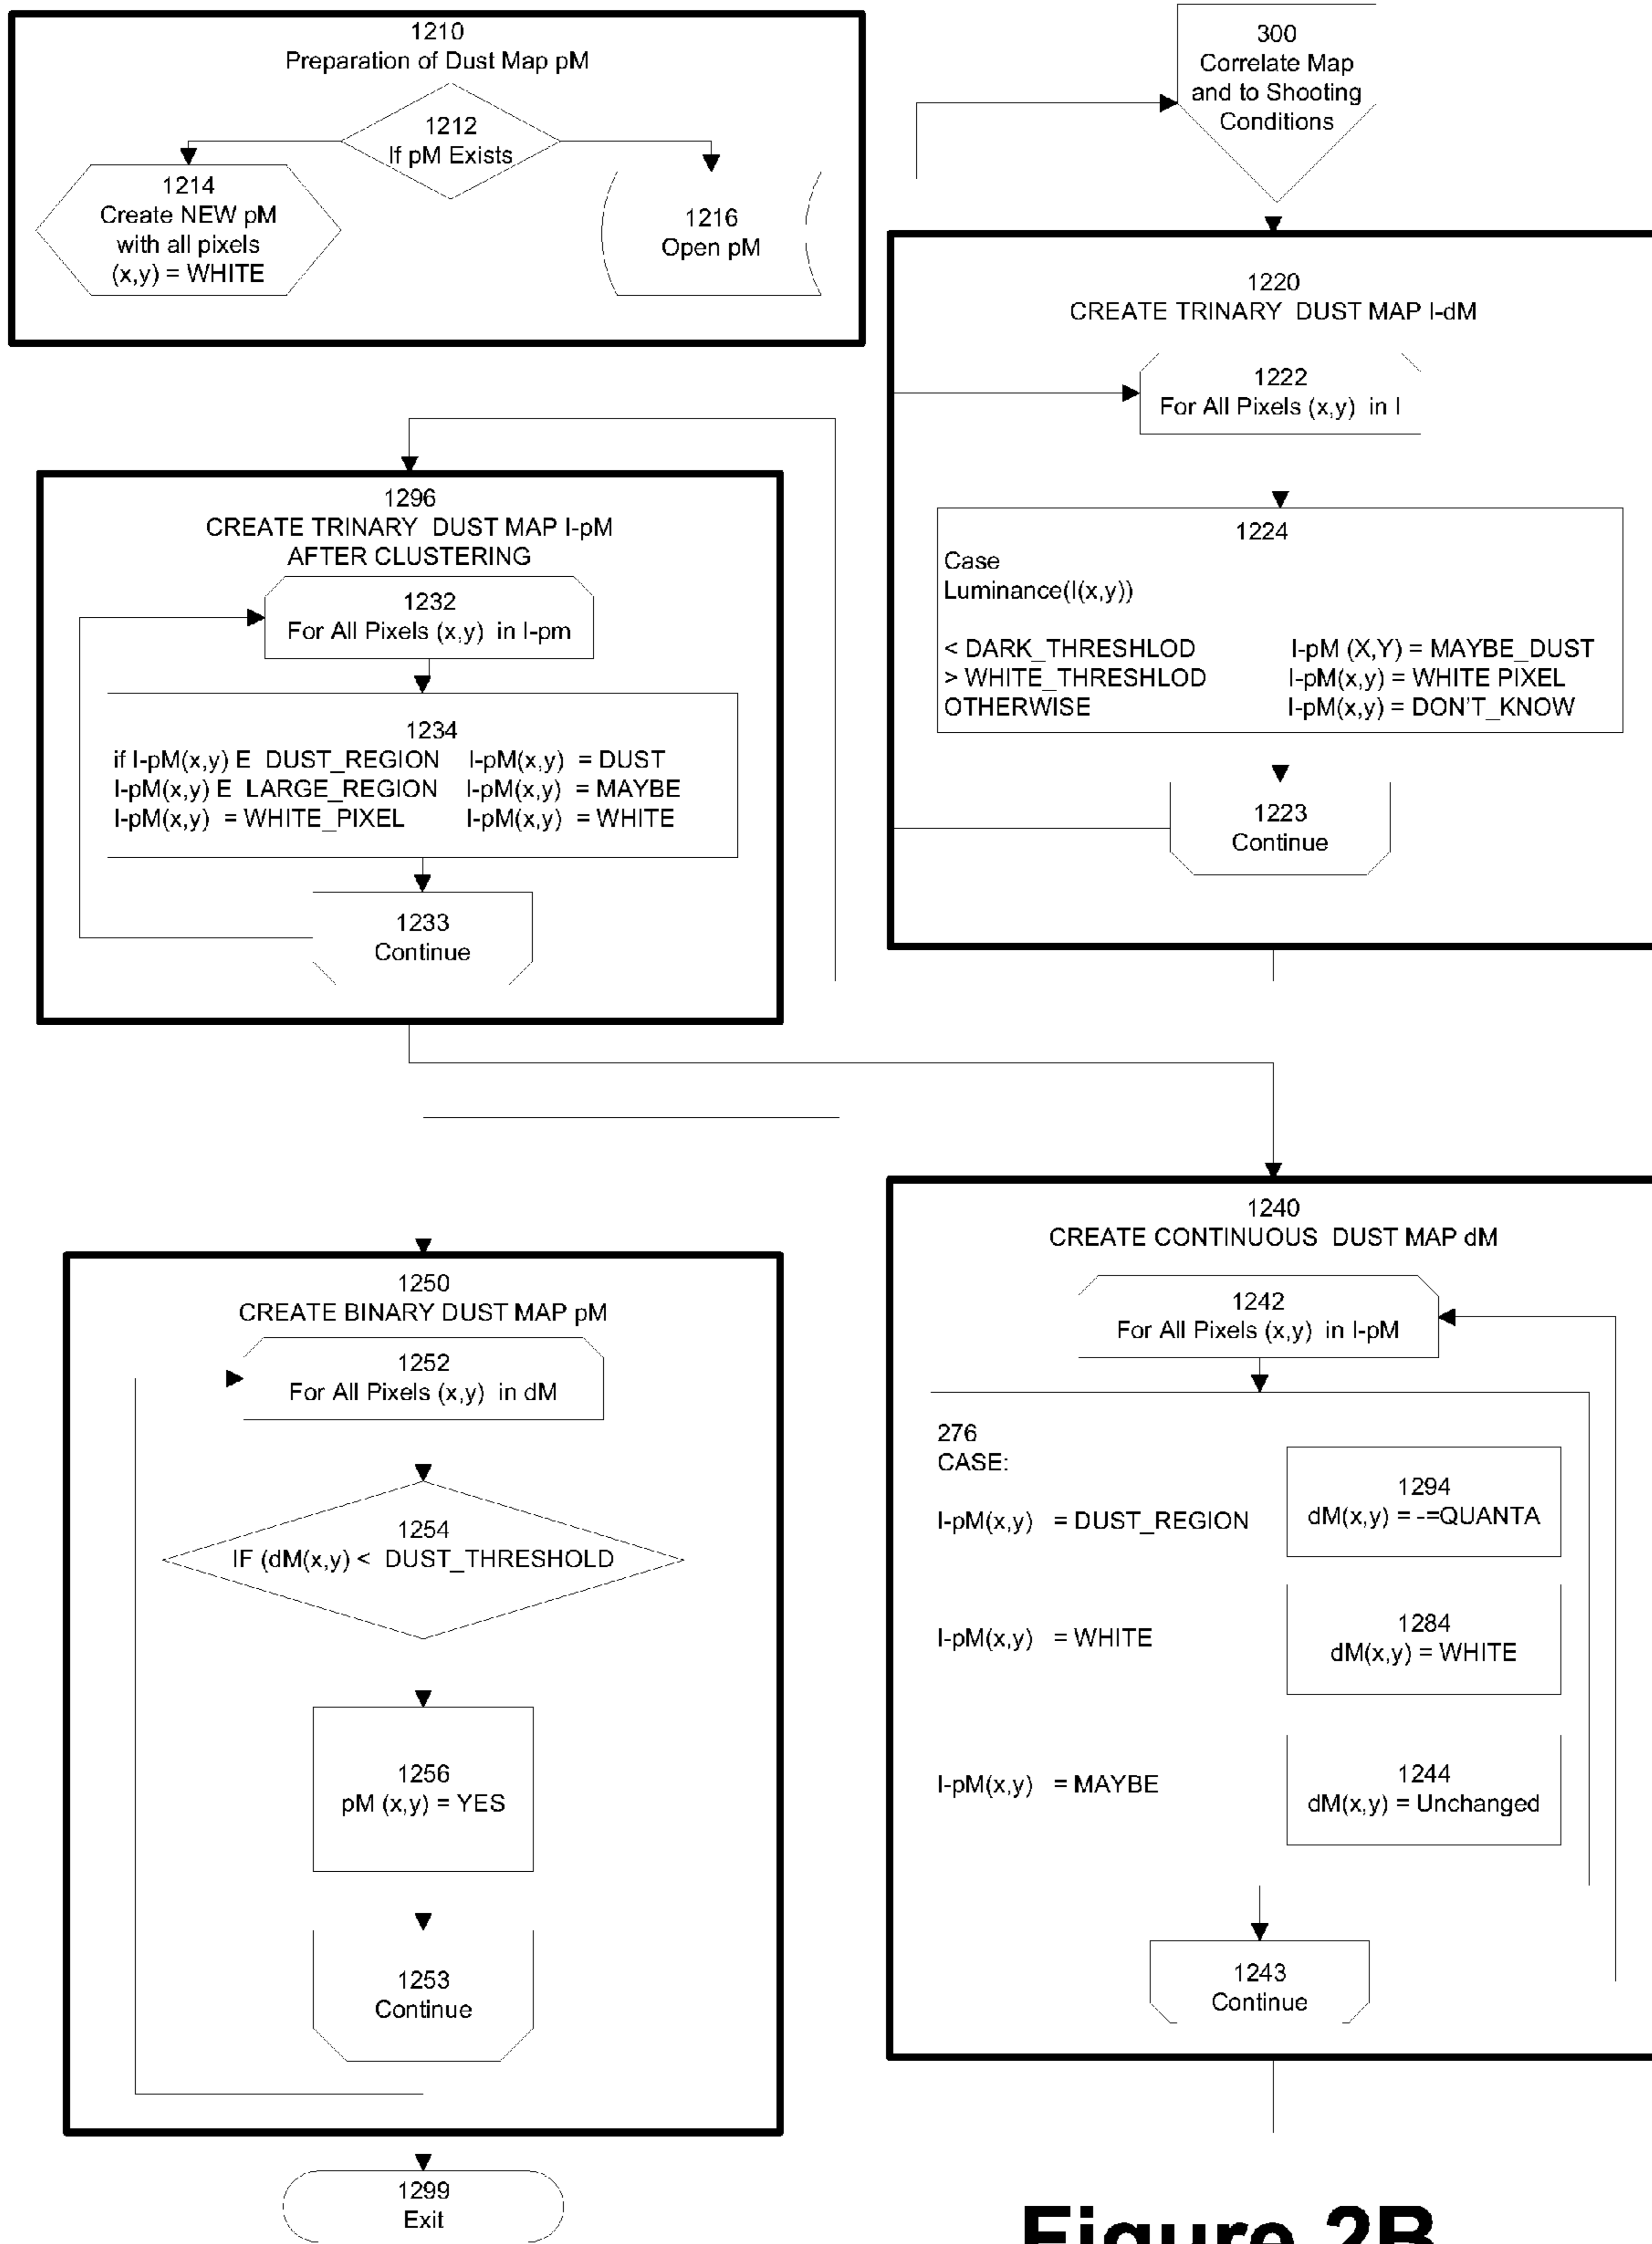 1210
Preparation of Dust Map pM
1212
If pM Exists
1214
Create NEW pM
with all pixels
(x,y) = WHITE
1216
Open pM
300
Correlate Map
and to Shooting
Conditions
1220
CREATE TRINARY DUST MAP I-dM
1222
For All Pixels (x,y) in I
1224
Case
Luminance(I(x,y))
< DARK_THRESHLOD I-pM (X,Y) = MAYBE_DUST
> WHITE_THRESHLOD I-pM(x,y) = WHITE PIXEL
OTHERWISE I-pM(x,y) = DON'T_KNOW
1223
Continue
1296
CREATE TRINARY DUST MAP I-pM
AFTER CLUSTERING
1232
For All Pixels (x,y) in I-pm
1234
if I-pM(x,y) E DUST_REGION I-pM(x,y) = DUST
I-pM(x,y) E LARGE_REGION I-pM(x,y) = MAYBE
I-pM(x,y) = WHITE_PIXEL I-pM(x,y) = WHITE
1233
Continue
1240
CREATE CONTINUOUS DUST MAP dM
1242
For All Pixels (x,y) in I-pM
276
CASE:
I-pM(x,y) = DUST_REGION
1294
dM(x,y) = -=QUANTA
I-pM(x,y) = WHITE
1284
dM(x,y) = WHITE
I-pM(x,y) = MAYBE
1244
dM(x,y) = Unchanged
1243
Continue
1250
CREATE BINARY DUST MAP pM
1252
For All Pixels (x,y) in dM
1254
IF (dM(x,y) < DUST_THRESHOLD
1256
pM (x,y) = YES
1253
Continue
1299
Exit
Figure 2B